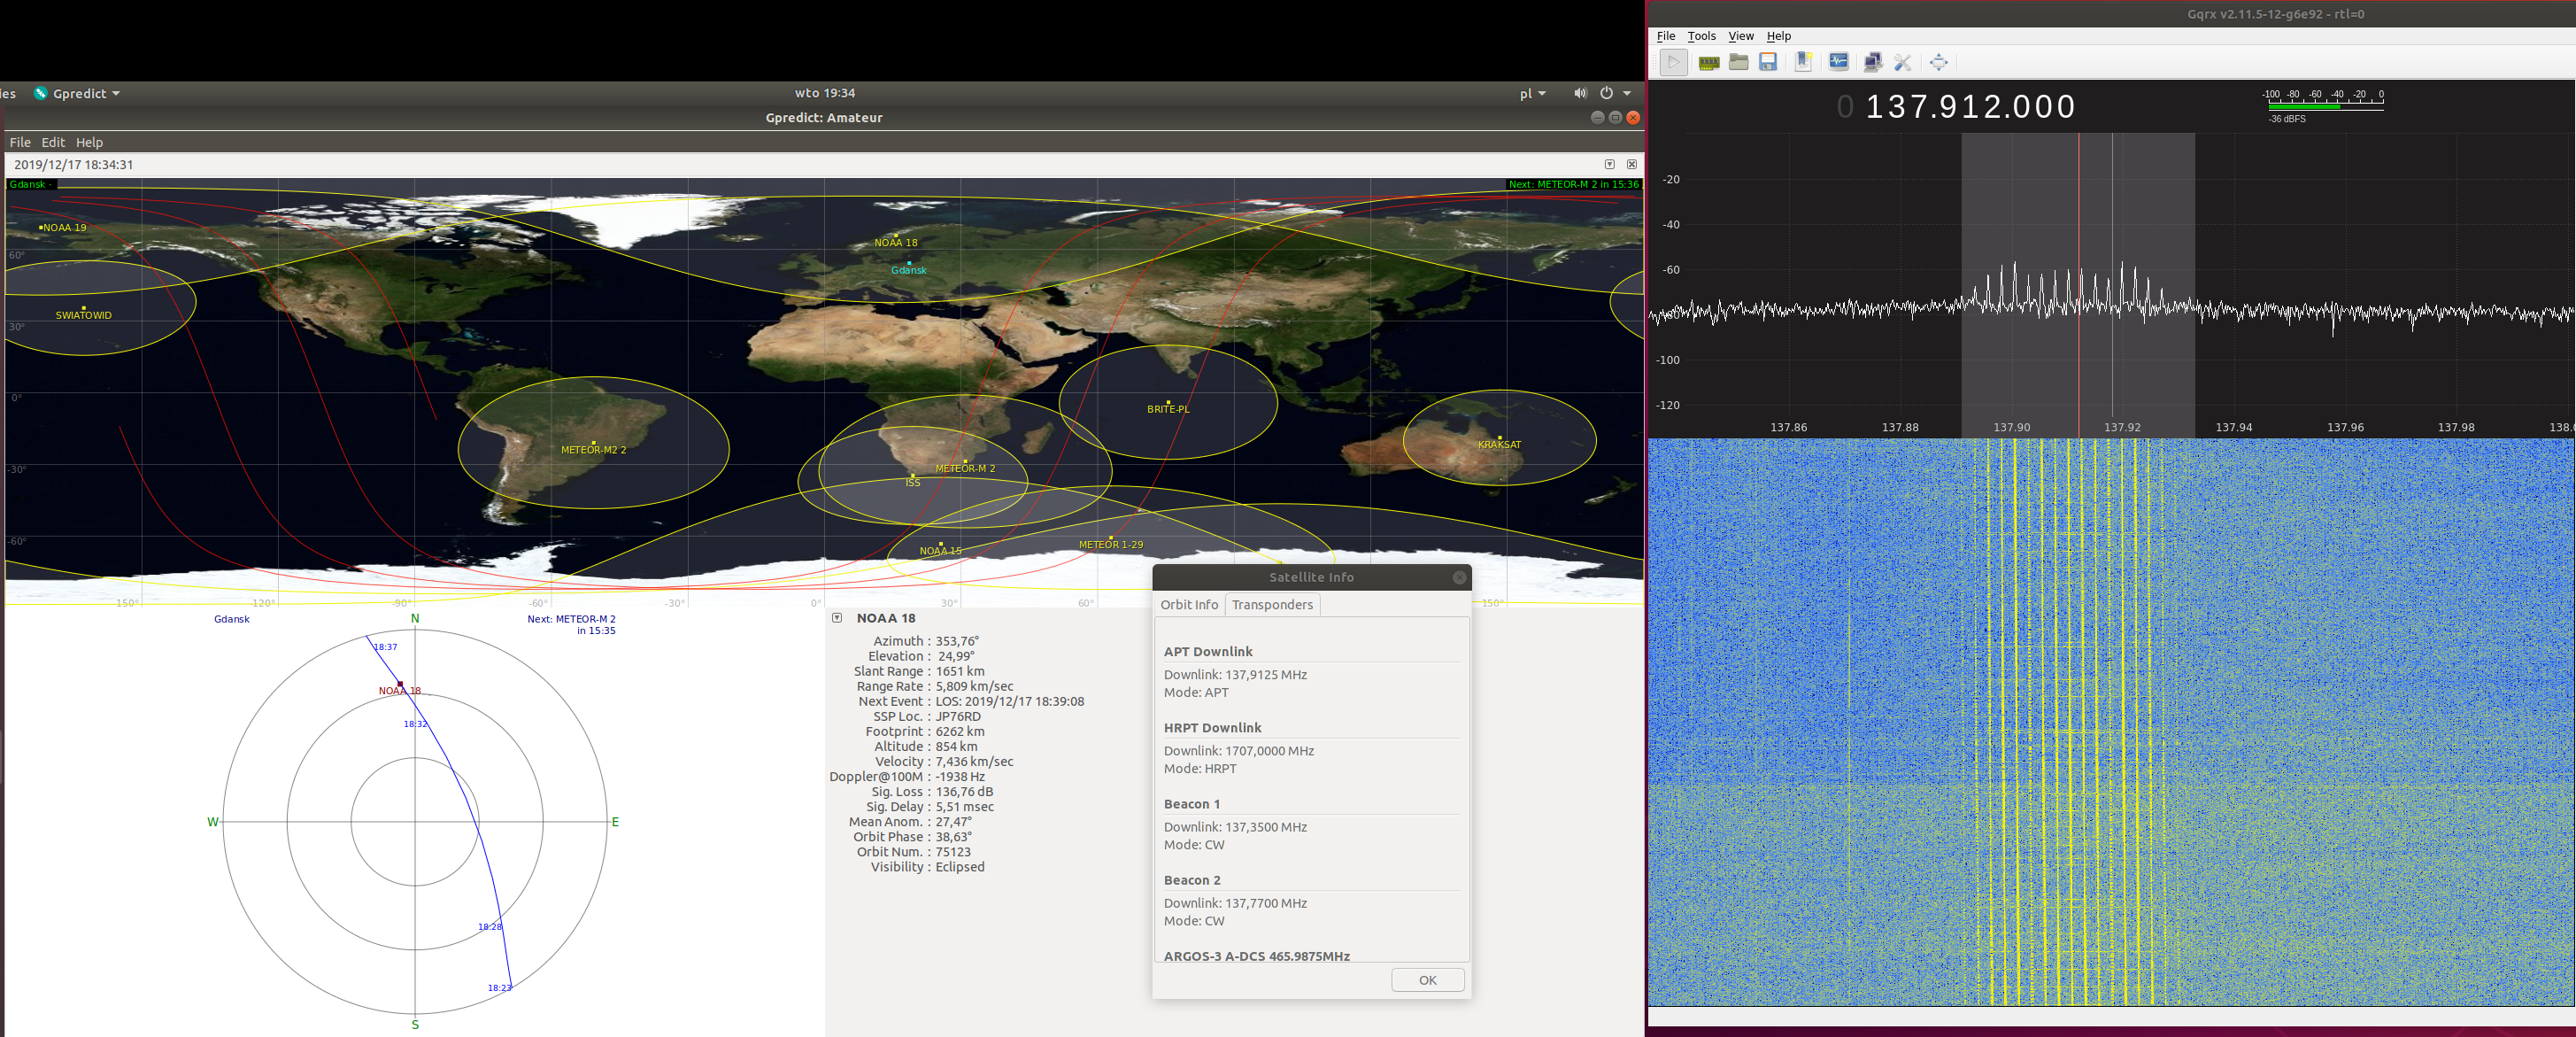 ies Gpredict wto 19:34 pl
Gpredict: Amateur
File Edit Help
2019/12/17 18:34:31
Gdansk - Next: METEOR-M 2 in 15:36
NOAA 19
NOAA 18
Gdansk
60°
SWIATOWID
30°
BRITE-PL
0°
METEOR-M2 2
KRAKSAT
METEOR-M 2
-30°
ISS
-60°
NOAA 15
METEOR 1-29
-150° -120° -90° -60° -30° 0° 30° 60° 150°
Gdansk
Next: METEOR-M 2
in 15:35
N
18:37
NOAA 18
18:32
W
E
18:28
18:23
S
NOAA 18
Azimuth : 353,76°
Elevation : 24,99°
Slant Range : 1651 km
Range Rate : 5,809 km/sec
Next Event : LOS: 2019/12/17 18:39:08
SSP Loc. : JP76RD
Footprint : 6262 km
Altitude : 854 km
Velocity : 7,436 km/sec
Doppler@100M : -1938 Hz
Sig. Loss : 136,76 dB
Sig. Delay : 5,51 msec
Mean Anom. : 27,47°
Orbit Phase : 38,63°
Orbit Num. : 75123
Visibility : Eclipsed
Satellite Info
Orbit Info Transponders
APT Downlink
Downlink: 137,9125 MHz
Mode: APT
HRPT Downlink
Downlink: 1707,0000 MHz
Mode: HRPT
Beacon 1
Downlink: 137,3500 MHz
Mode: CW
Beacon 2
Downlink: 137,7700 MHz
Mode: CW
ARGOS-3 A-DCS 465.9875MHz
OK
Gqrx v2.11.5-12-g6e92 - rtl=0
File Tools View Help
0 137.912.000
-100 -80 -60 -40 -20 0
-36 dBFS
-20
-40
-60
-80
-100
-120
137.86 137.88 137.90 137.92 137.94 137.96 137.98 138.0